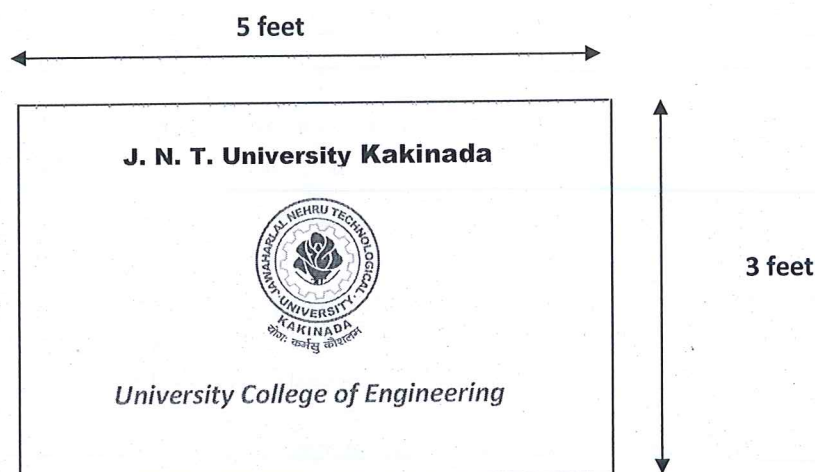 5 feet
J. N. T. University Kakinada
3 feet
JAWAHARLAL NEHRU TECHNOLOGICAL
UNIVERSITY
KAKINADA
योगः कर्मसु कौशलम्
University College of Engineering